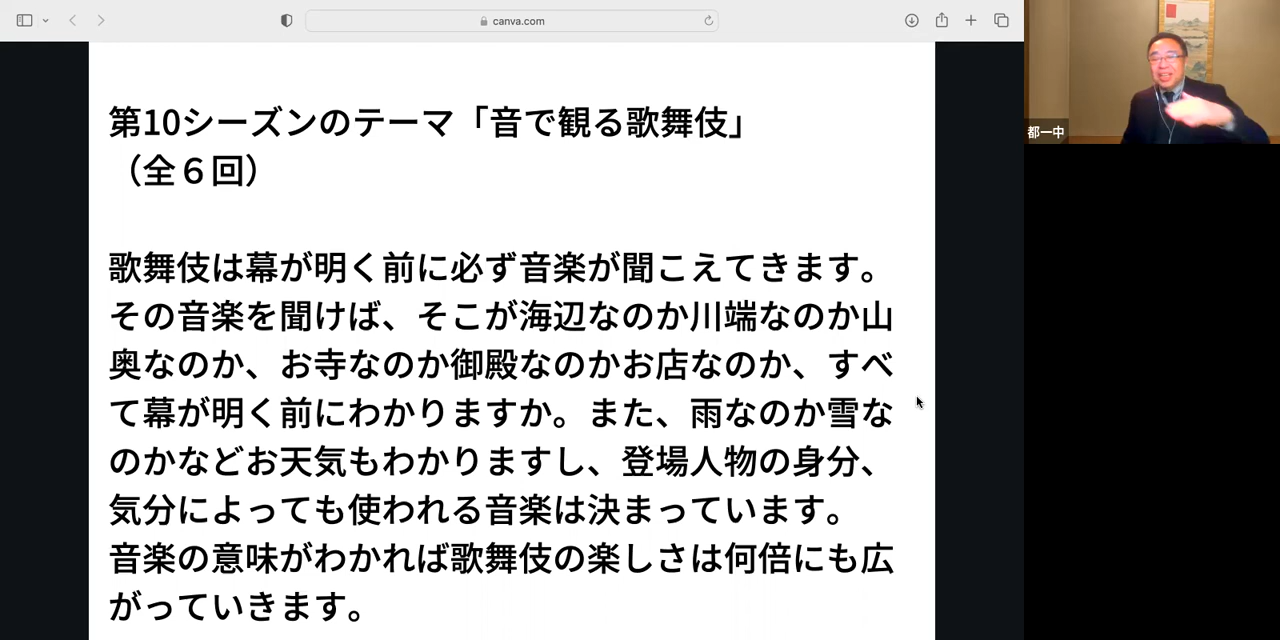 canva.com
都一中
第10シーズンのテーマ「音で観る歌舞伎」
（全６回）
歌舞伎は幕が明く前に必ず音楽が聞こえてきます。
その音楽を聞けば、そこが海辺なのか川端なのか山
奥なのか、お寺なのか御殿なのかお店なのか、すべ
て幕が明く前にわかりますか。また、雨なのか雪な
のかなどお天気もわかりますし、登場人物の身分、
気分によっても使われる音楽は決まっています。
音楽の意味がわかれば歌舞伎の楽しさは何倍にも広
がっていきます。